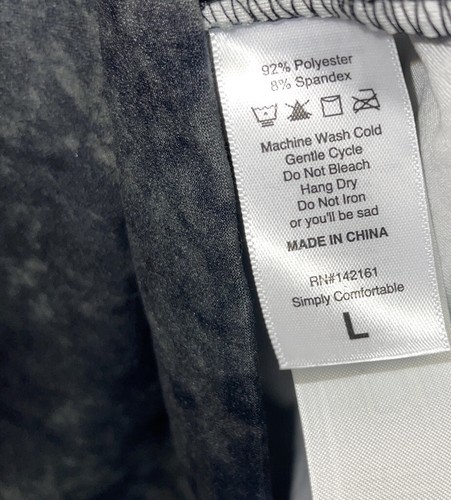 92% Polyester
8% Spandex
Machine Wash Cold
Gentle Cycle
Do Not Bleach
Hang Dry
Do Not Iron
or you'll be sad
MADE IN CHINA
RN#142161
Simply Comfortable
L